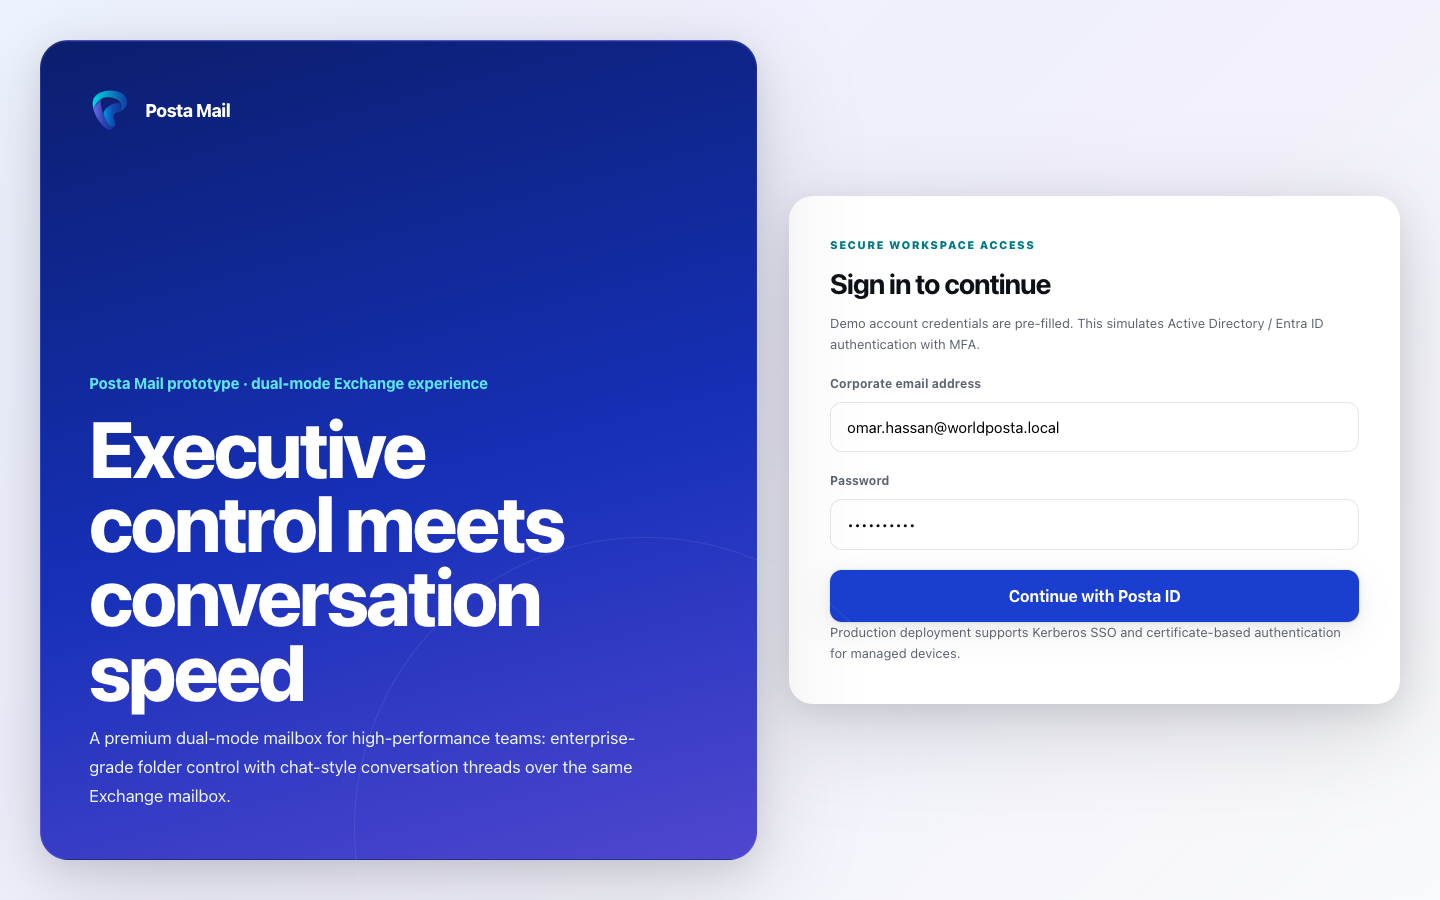 Posta Mail
Posta Mail prototype · dual-mode Exchange experience
Executive
control meets
conversation
speed
A premium dual-mode mailbox for high-performance teams: enterprise-
grade folder control with chat-style conversation threads over the same
Exchange mailbox.
SECURE WORKSPACE ACCESS
Sign in to continue
Demo account credentials are pre-filled. This simulates Active Directory / Entra ID
authentication with MFA.
Corporate email address
omar.hassan@worldposta.local
Password
••••••••••
Continue with Posta ID
Production deployment supports Kerberos SSO and certificate-based authentication
for managed devices.